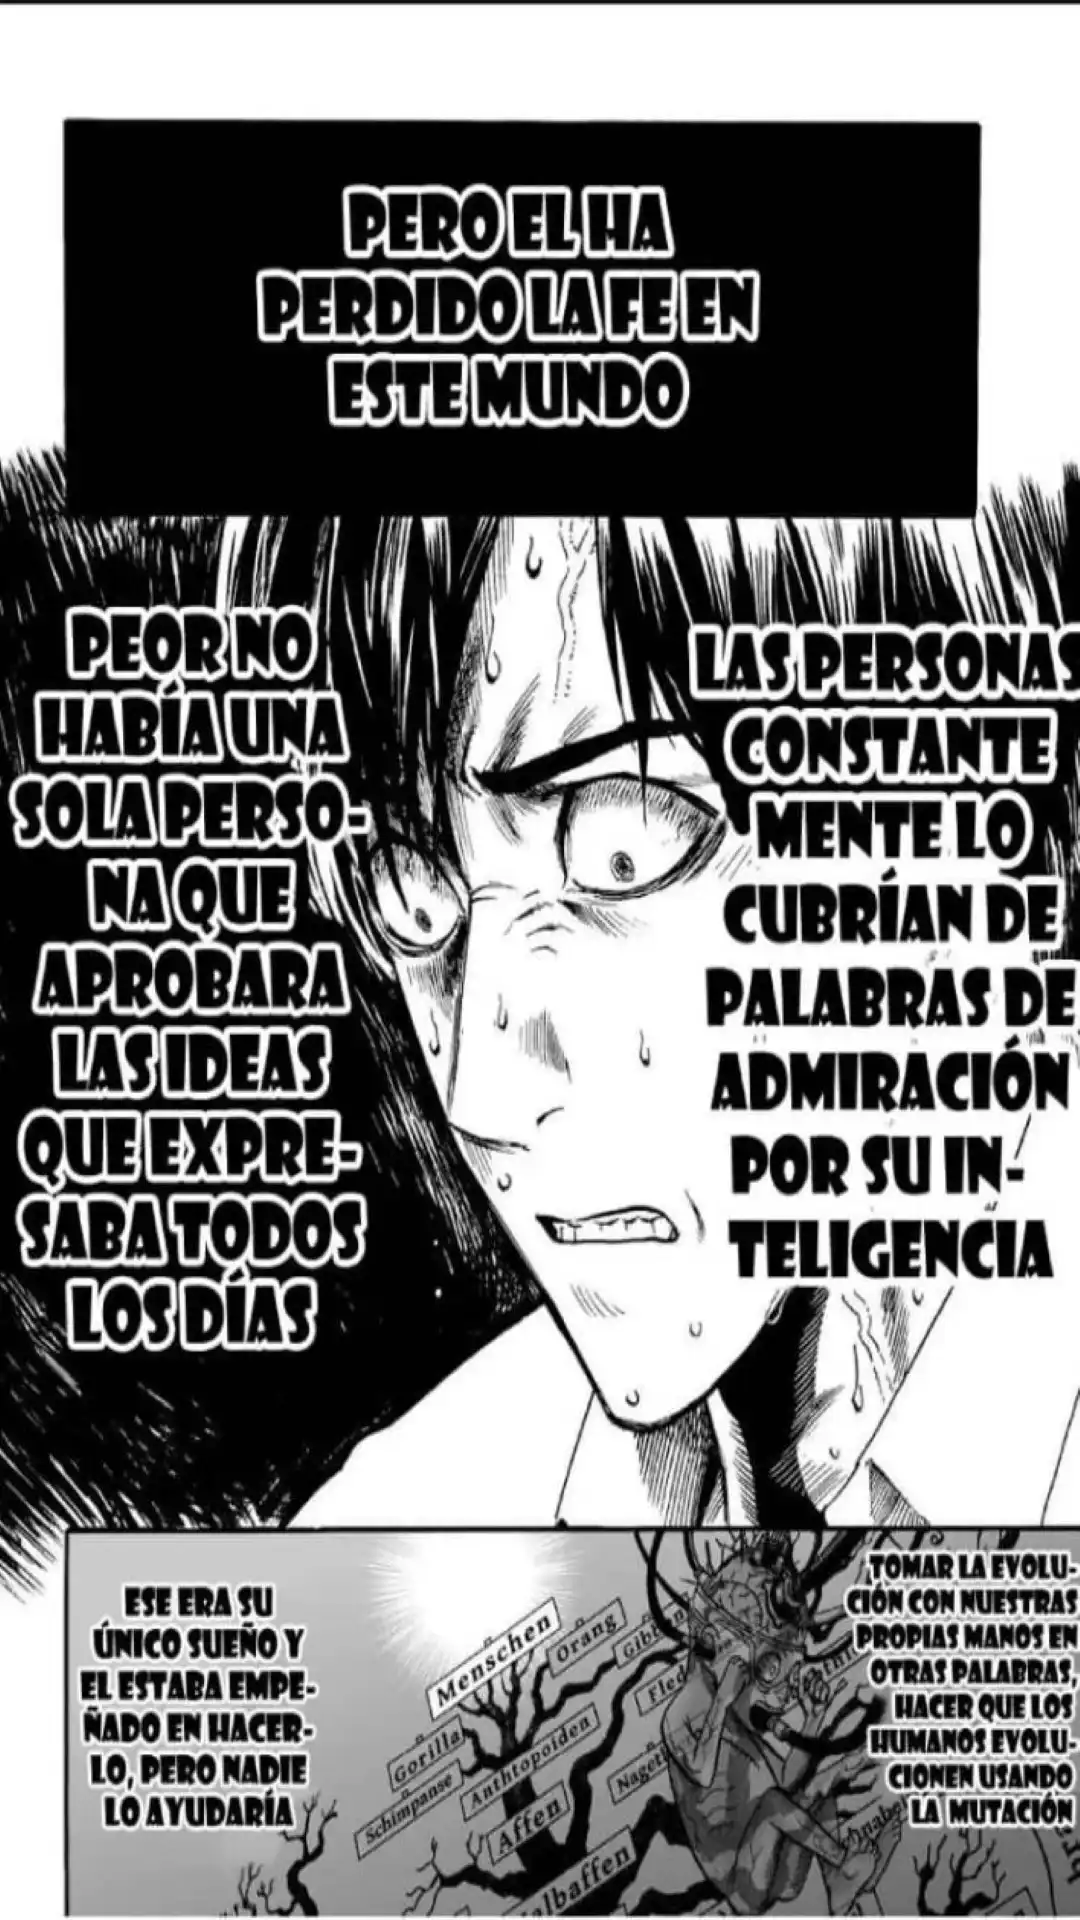 PERO EL HA
PERDIDO LA FE EN
ESTE MUNDO
LAS PERSONAS
CONSTANTE
MENTE LO
CUBRÍAN DE
PALABRAS DE
ADMIRACIÓN
POR SU IN-
TELIGENCIA
PEOR NO
HABÍA UNA
SOLA PERSO-
NA QUE
APROBARA
LAS IDEAS
QUE EXPRE-
SABA TODOS
LOS DÍAS
TOMAR LA EVOLU-
CIÓN CON NUESTRAS
PROPIAS MANOS EN
OTRAS PALABRAS,
HACER QUE LOS
HUMANOS EVOLU-
CIONEN USANDO
LA MUTACIÓN
ESE ERA SU
ÚNICO SUEÑO Y
EL ESTABA EMPE-
ÑADO EN HACER-
LO, PERO NADIE
LO AYUDARÍA
Menschen
Orang
Gorilla
Schimpanse
Anthtopoiden
Affen